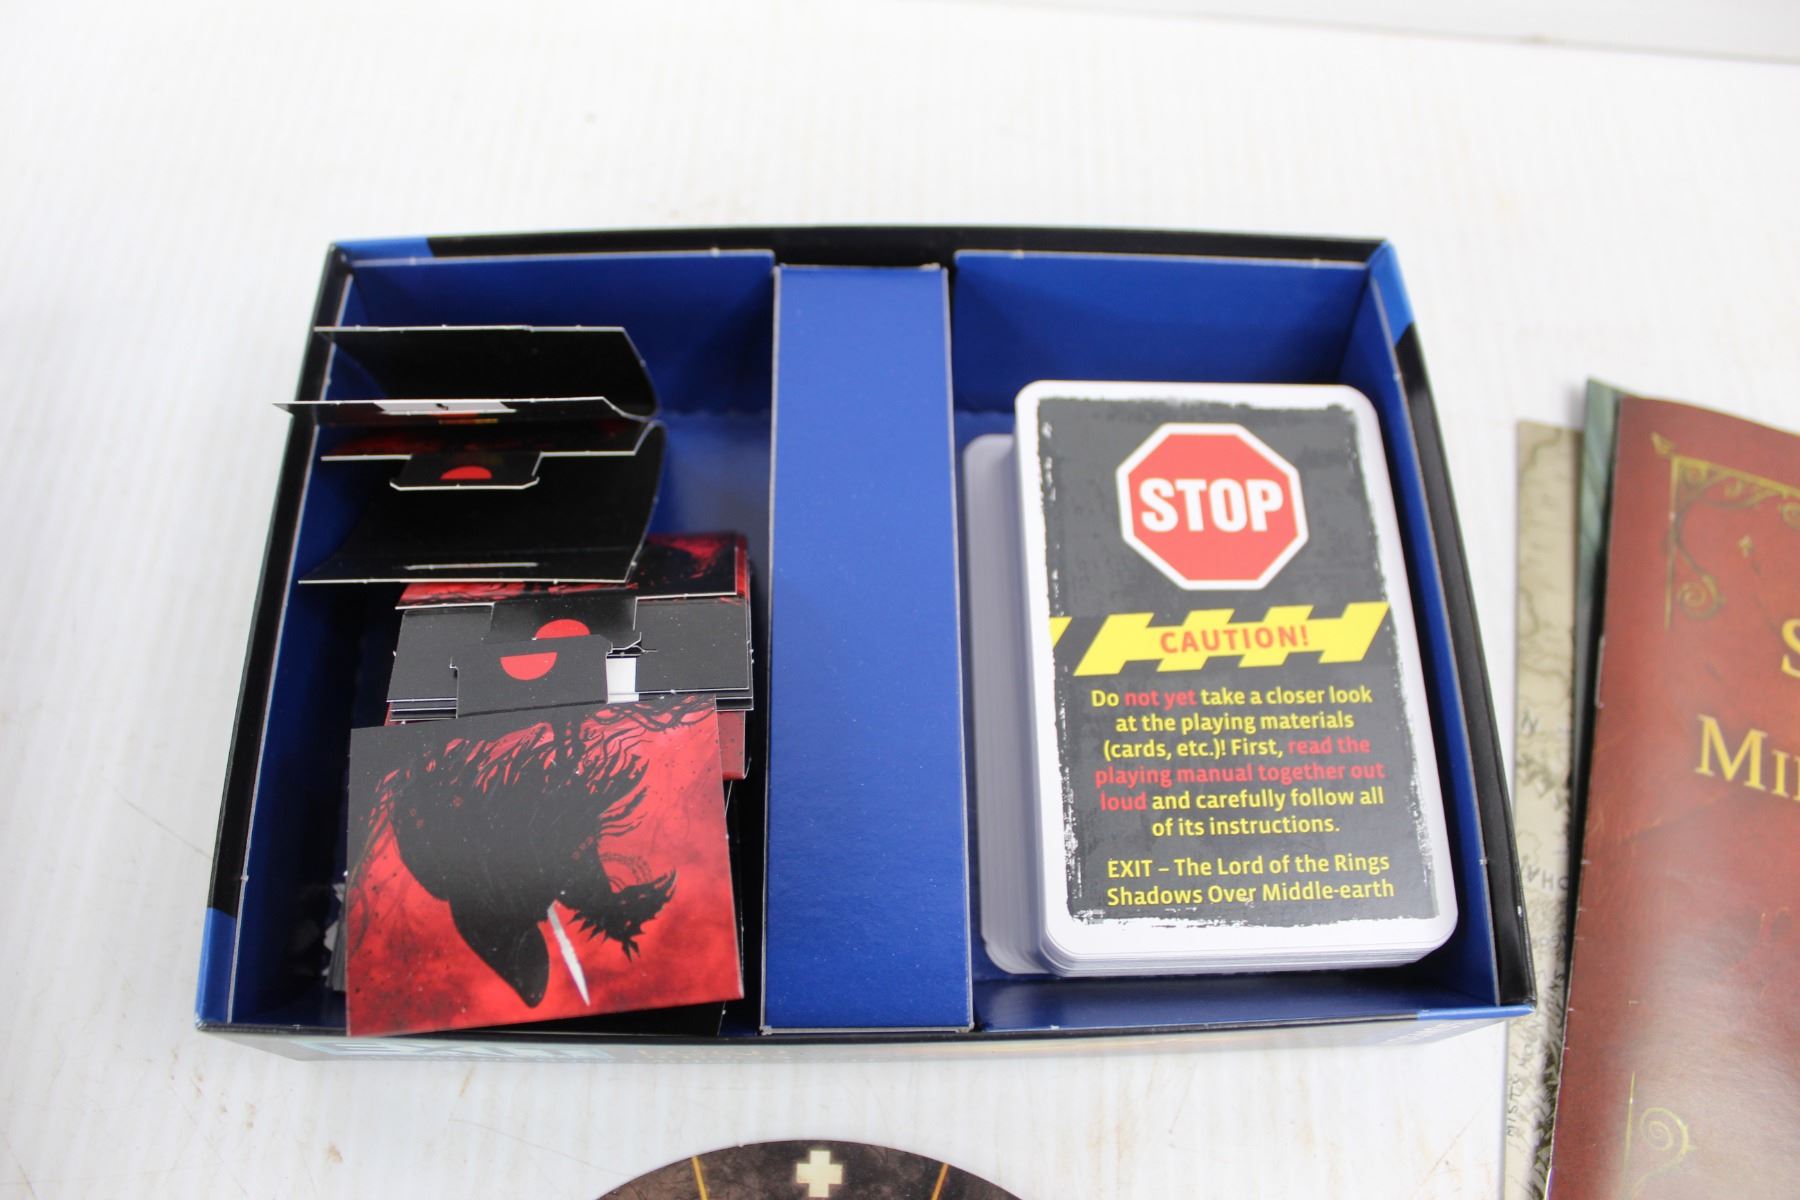 STOP
CAUTION!
Do not yet take a closer look
at the playing materials
(cards, etc.)! First, read the
playing manual together out
loud and carefully follow all
of its instructions.
EXIT – The Lord of the Rings
Shadows Over Middle-earth